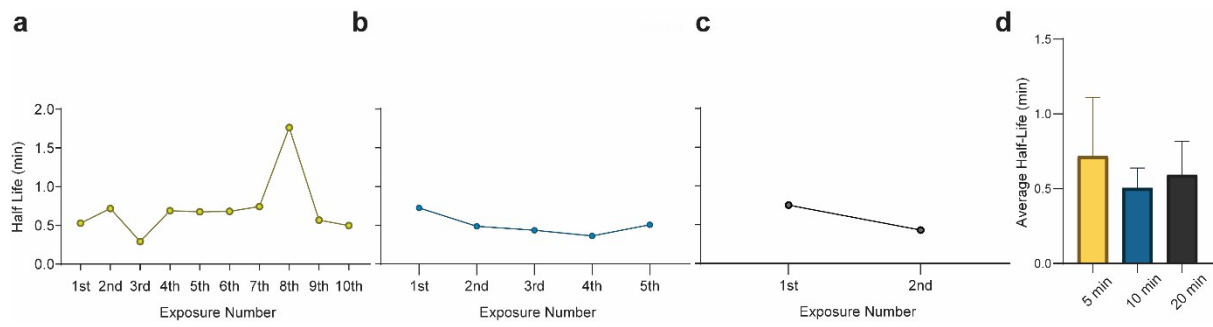 a
b
c
d
Half Life (min)
2.0
1.5
1.0
0.5
0.0
1st 2nd 3rd 4th 5th 6th 7th 8th 9th 10th
Exposure Number
1st 2nd 3rd 4th 5th
Exposure Number
1st 2nd
Exposure Number
Average Half-Life (min)
1.5
1.0
0.5
0.0
5 min
10 min
20 min